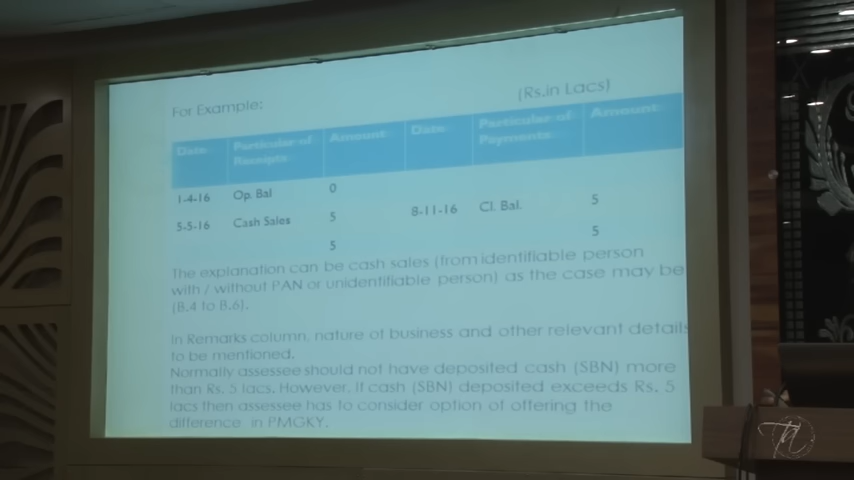 For Example:
(Rs.in Lacs)
Date Particular of Receipts Amount Date Particular of Payments Amount
1-4-16 Op. Bal 0
5-5-16 Cash Sales 5 8-11-16 Cl. Bal. 5
5 5
The explanation can be cash sales (from identifiable person
with / without PAN or unidentifiable person) as the case may be
(8.4 to 8.6).
In Remarks column, nature of business and other relevant details
to be mentioned.
Normally assessee should not have deposited cash (SBN) more
than Rs. 5 lacs. However, if cash (SBN) deposited exceeds Rs. 5
lacs then assessee has to consider option of offering the
difference in PMGKY.